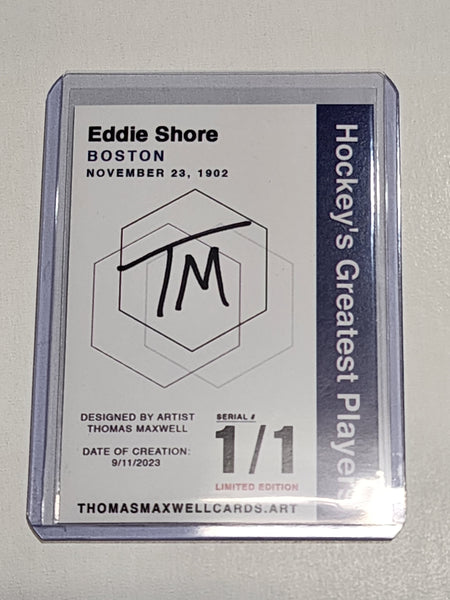 Eddie Shore
BOSTON
NOVEMBER 23, 1902
Hockey's Greatest Players
TM
DESIGNED BY ARTIST
THOMAS MAXWELL
DATE OF CREATION:
9/11/2023
SERIAL #
1/1
LIMITED EDITION
THOMASMAXWELLCARDS.ART